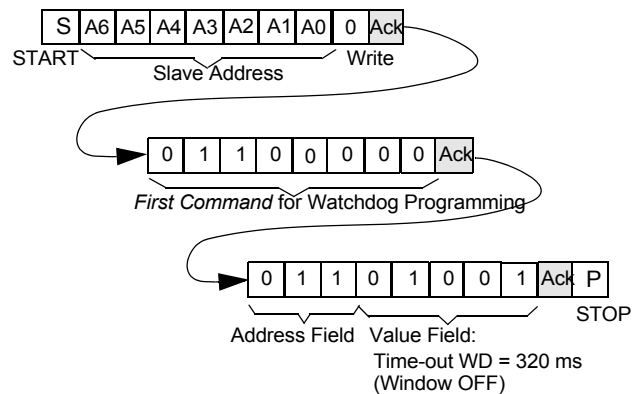 S A6 A5 A4 A3 A2 A1 A0 0 Ack
START Slave Address Write
0 1 1 0 0 0 0 0 Ack
First Command for Watchdog Programming
0 1 1 0 1 0 0 1 Ack P
STOP
Address Field Value Field:
Time-out WD = 320 ms
(Window OFF)